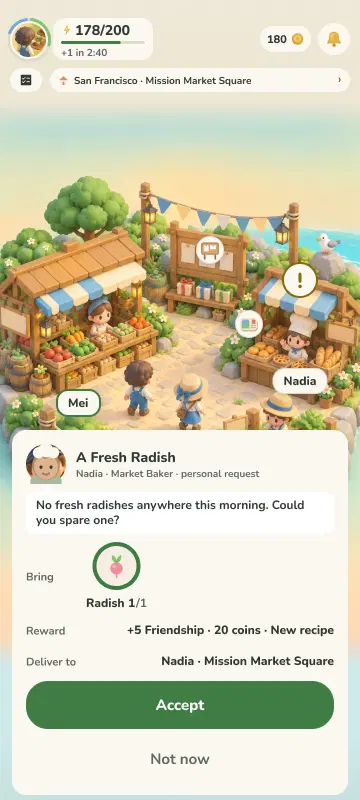 178/200
+1 in 2:40
180
San Francisco · Mission Market Square
Mei
Nadia
A Fresh Radish
Nadia · Market Baker · personal request
No fresh radishes anywhere this morning. Could
you spare one?
Bring
Radish 1/1
Reward
+5 Friendship · 20 coins · New recipe
Deliver to
Nadia · Mission Market Square
Accept
Not now